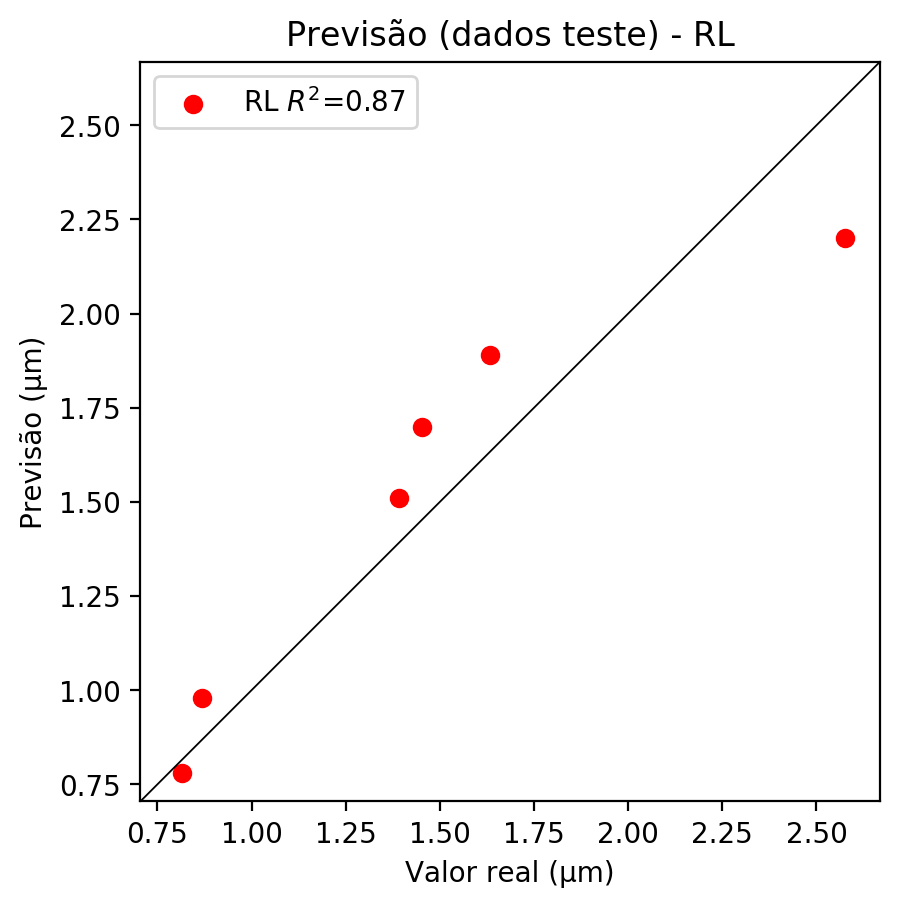 Previsão (dados teste) - RL
RL R²=0.87
2.50
2.25
2.00
1.75
1.50
1.25
1.00
0.75
Previsão (μm)
0.75 1.00 1.25 1.50 1.75 2.00 2.25 2.50
Valor real (μm)